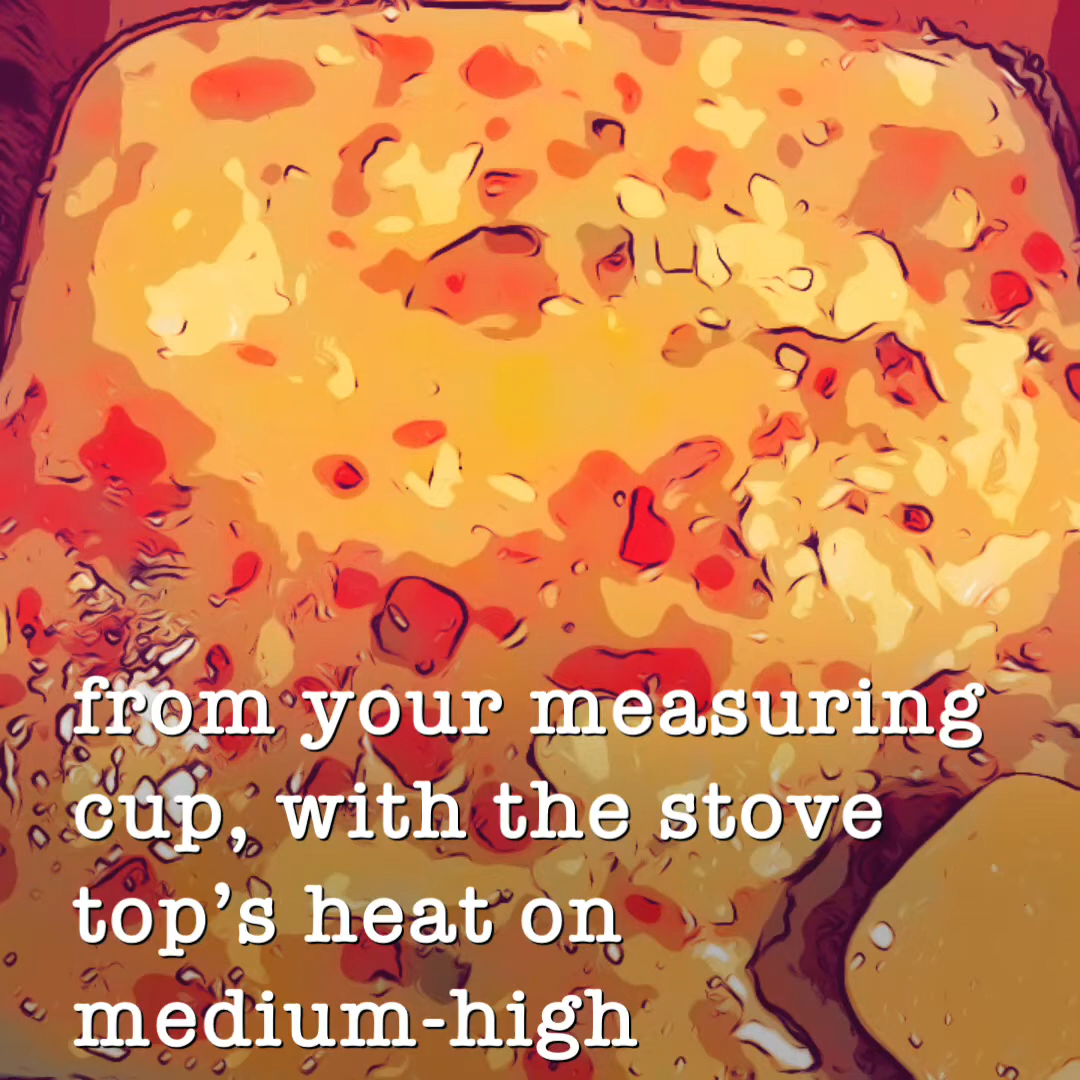 from your measuring
cup, with the stove
top’s heat on
medium-high